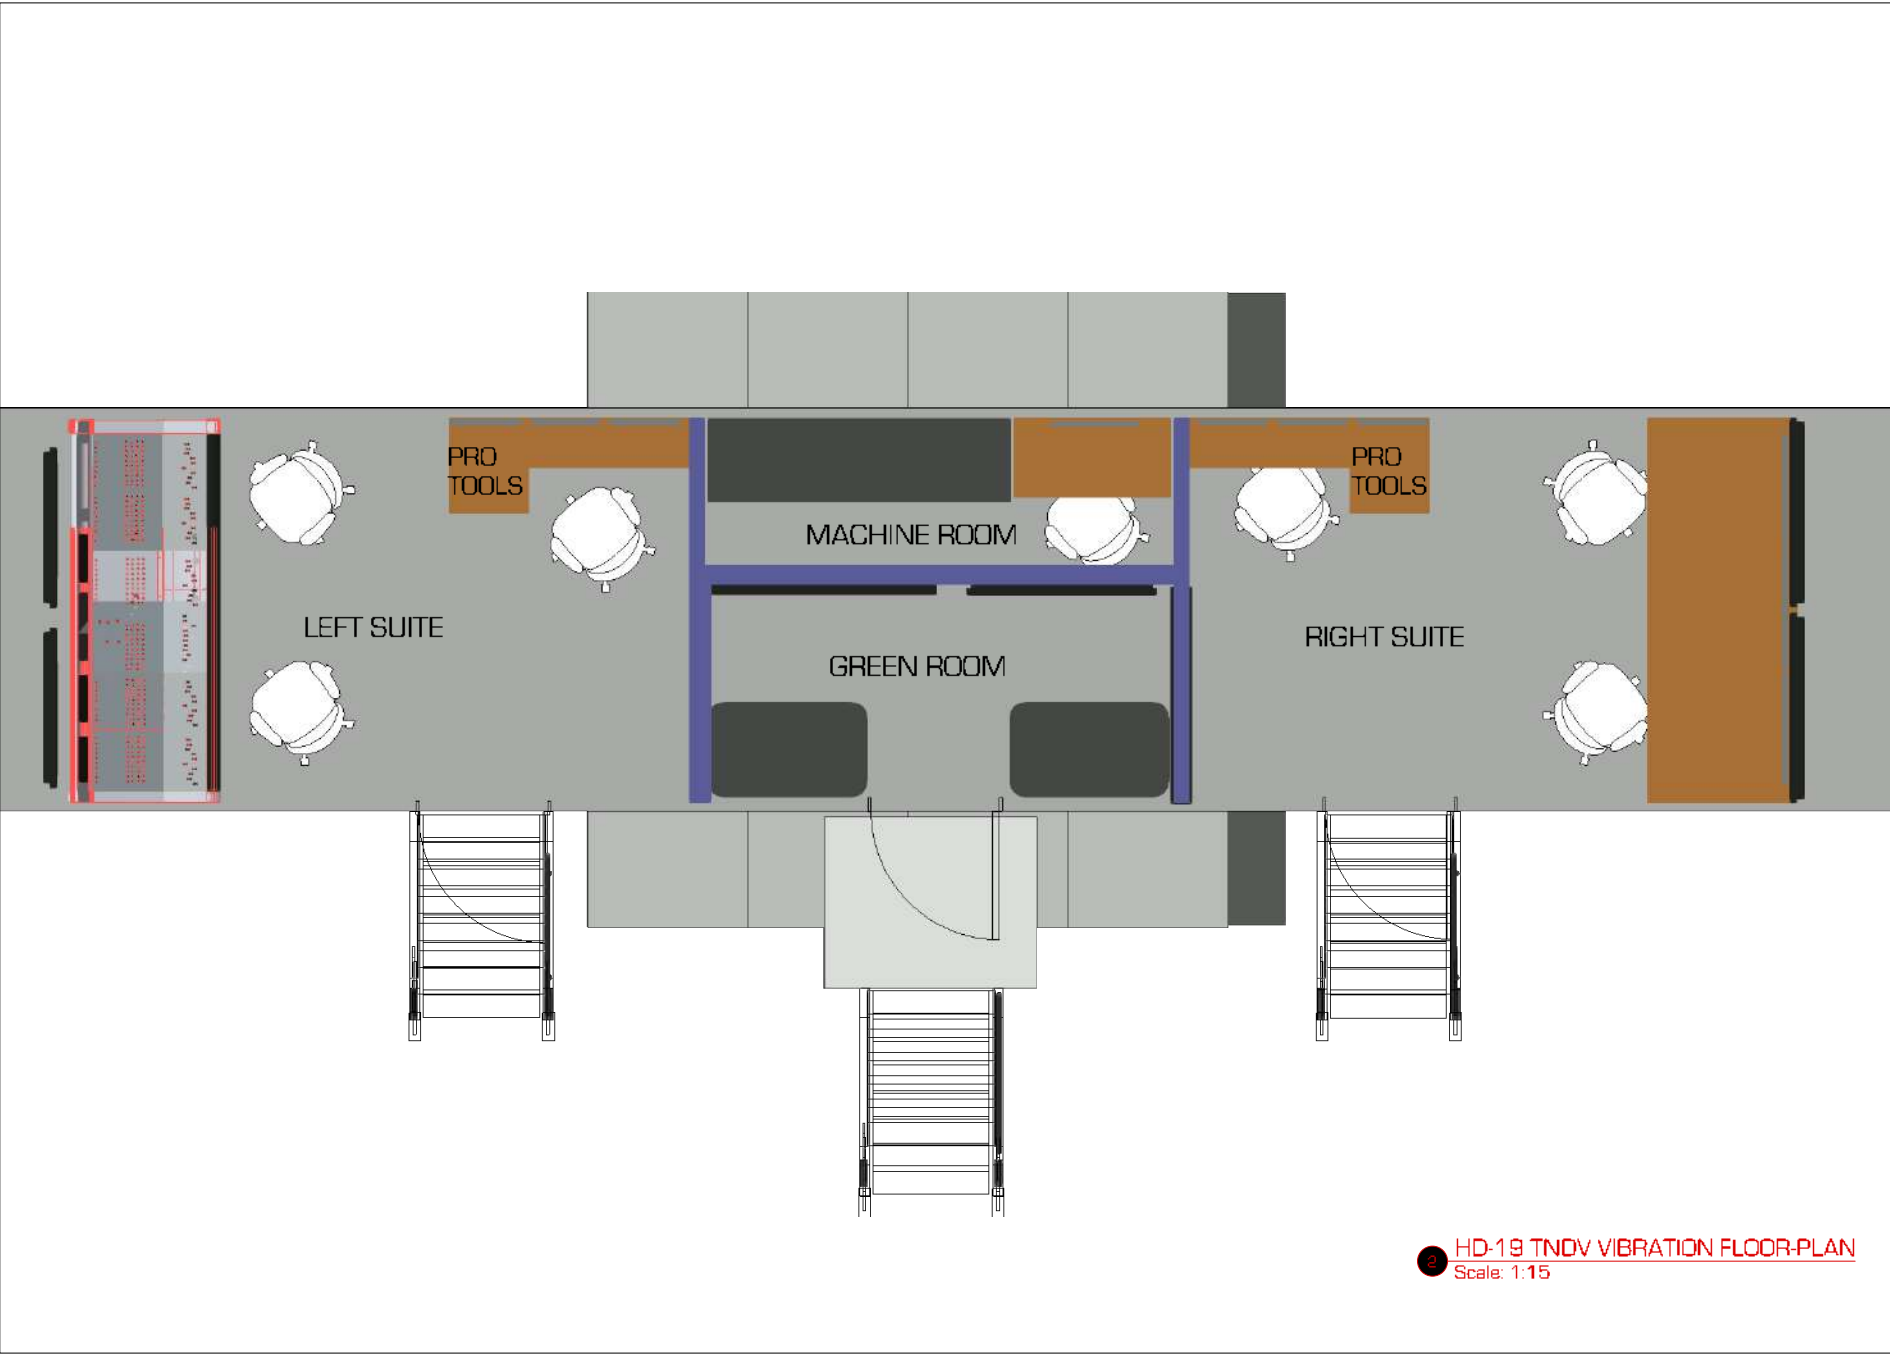 PRO
TOOLS
PRO
TOOLS
MACHINE ROOM
LEFT SUITE
RIGHT SUITE
GREEN ROOM
2
HD-19 TNDV VIBRATION FLOOR-PLAN
Scale: 1:15